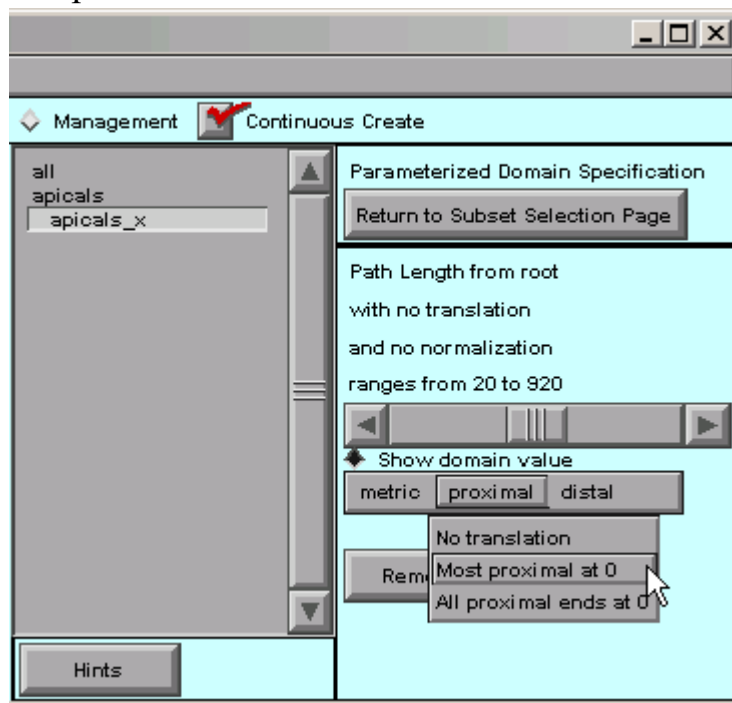 Management
Continuous Create
all
apicals
apicals_x
Hints
Parameterized Domain Specification
Return to Subset Selection Page
Path Length from root
with no translation
and no normalization
ranges from 20 to 920
Show domain value
metric proximal distal
No translation
Most proximal at 0
All proximal ends at 0